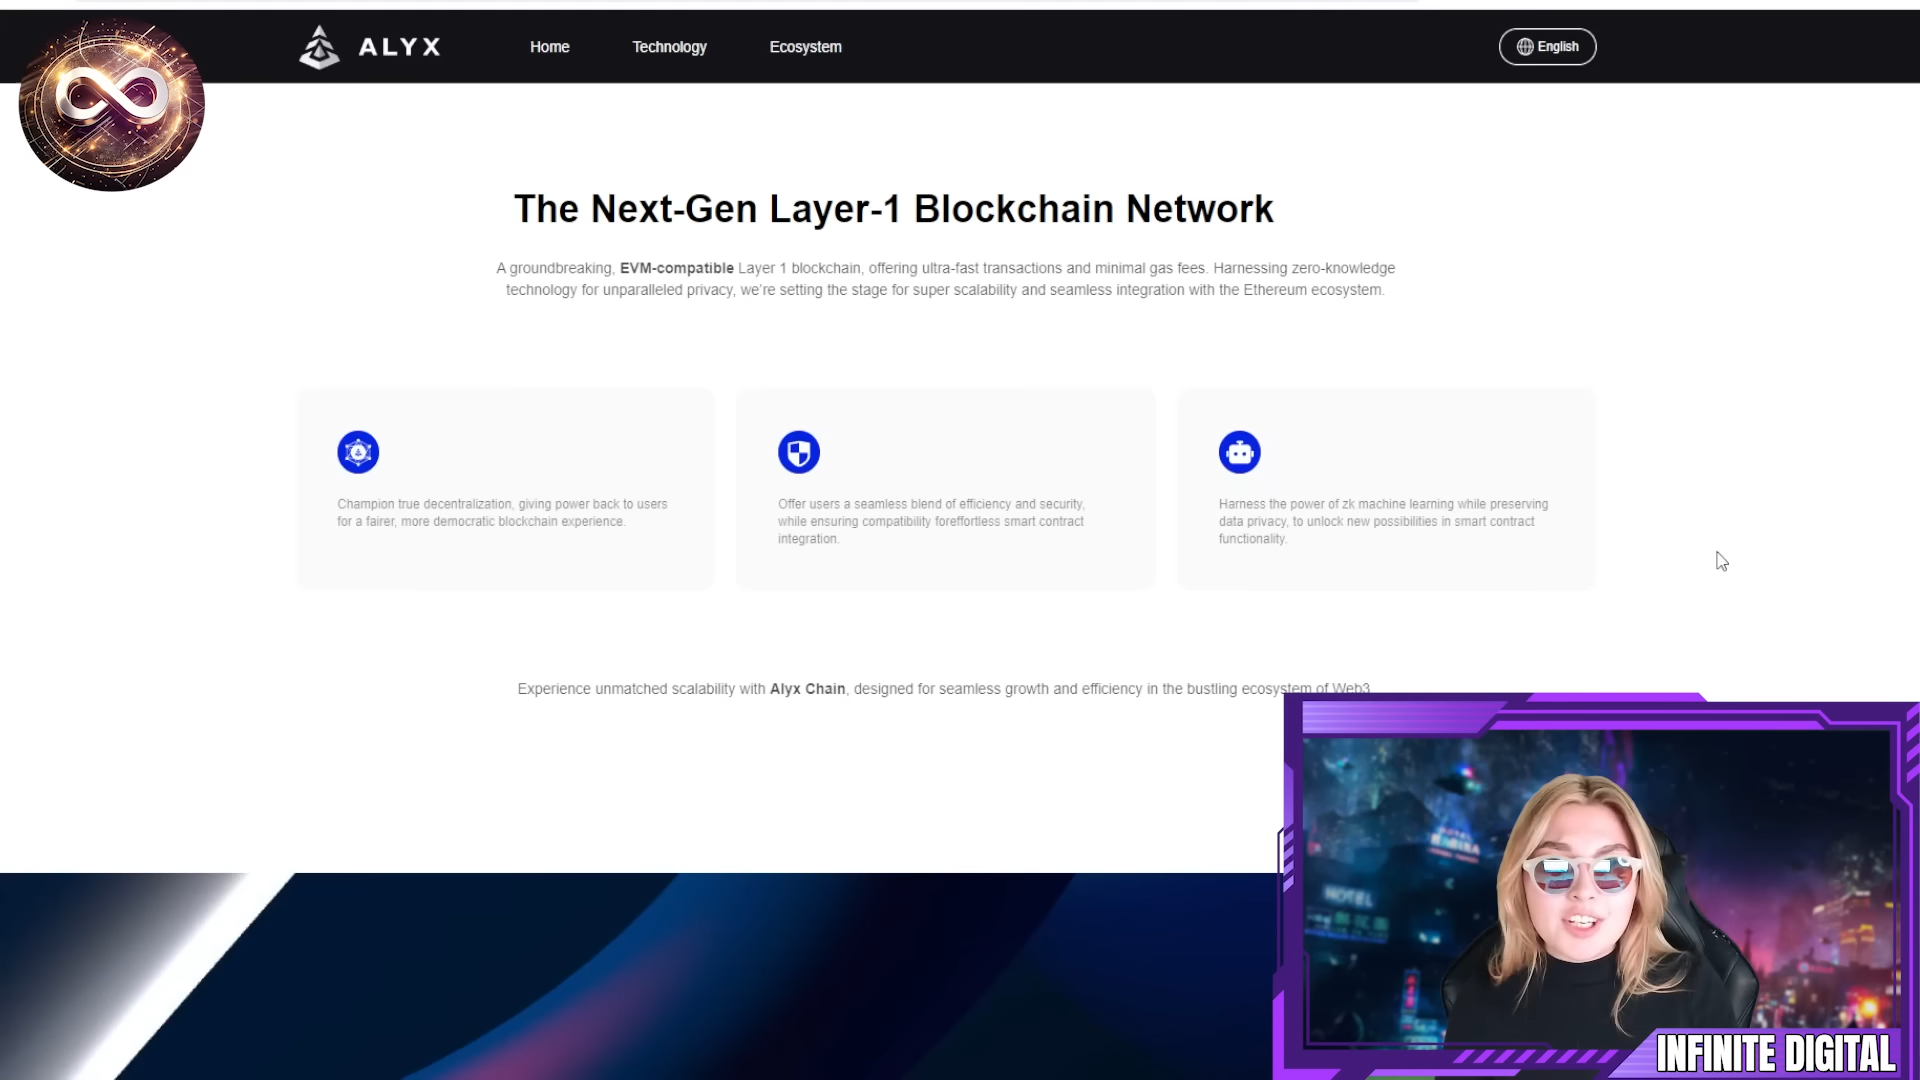 ALYX
Home
Technology
Ecosystem
English
The Next-Gen Layer-1 Blockchain Network
A groundbreaking, EVM-compatible Layer 1 blockchain, offering ultra-fast transactions and minimal gas fees. Harnessing zero-knowledge
technology for unparalleled privacy, we're setting the stage for super scalability and seamless integration with the Ethereum ecosystem.
Champion true decentralization, giving power back to users
for a fairer, more democratic blockchain experience.
Offer users a seamless blend of efficiency and security,
while ensuring compatibility foreffortless smart contract
integration.
Harness the power of zk machine learning while preserving
data privacy, to unlock new possibilities in smart contract
functionality.
Experience unmatched scalability with Alyx Chain, designed for seamless growth and efficiency in the bustling ecosystem of Web3
HOTEL
INFINITE DIGITAL